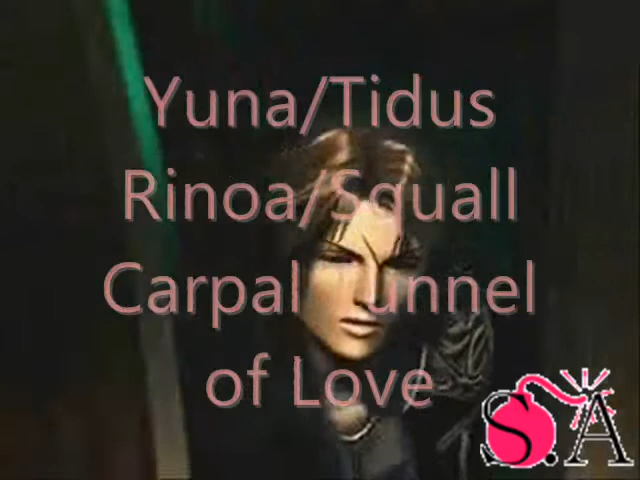 Yuna/Tidus
Rinoa/Squall
Carpal Tunnel
of Love
S.A